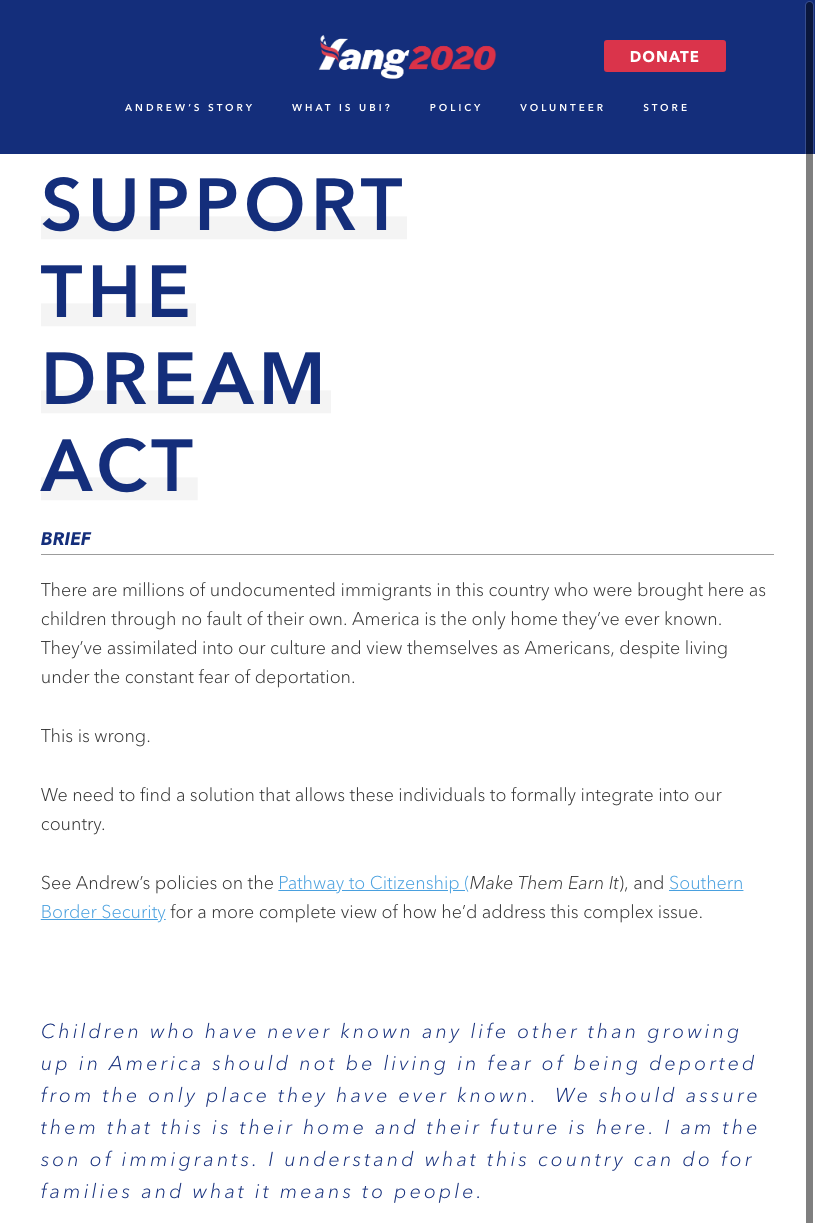 Yang2020
DONATE
ANDREW’S STORY
WHAT IS UBI?
POLICY
VOLUNTEER
STORE
SUPPORT
THE
DREAM
ACT
BRIEF
There are millions of undocumented immigrants in this country who were brought here as
children through no fault of their own. America is the only home they’ve ever known.
They’ve assimilated into our culture and view themselves as Americans, despite living
under the constant fear of deportation.
This is wrong.
We need to find a solution that allows these individuals to formally integrate into our
country.
See Andrew’s policies on the Pathway to Citizenship (Make Them Earn It), and Southern
Border Security for a more complete view of how he’d address this complex issue.
Children who have never known any life other than growing
up in America should not be living in fear of being deported
from the only place they have ever known.  We should assure
them that this is their home and their future is here. I am the
son of immigrants. I understand what this country can do for
families and what it means to people.